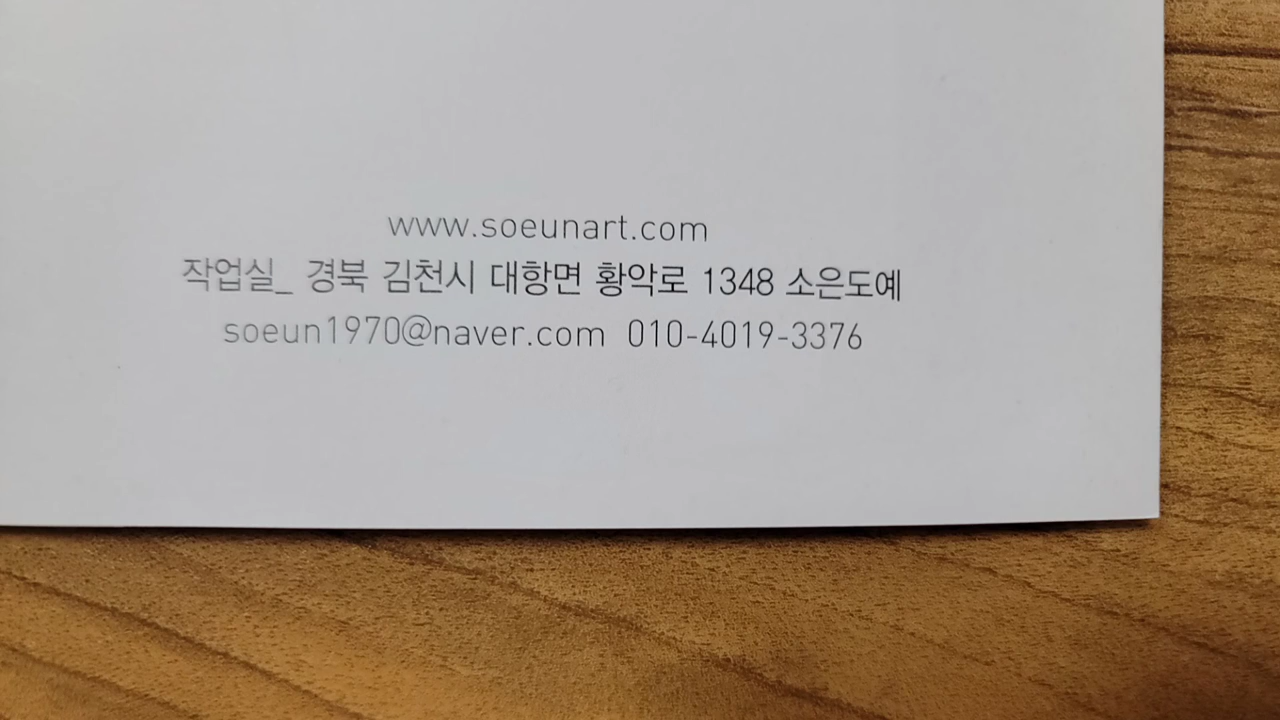 www.soeunart.com
작업실_ 경북 김천시 대항면 황악로 1348 소은도예
soeun1970@naver.com 010-4019-3376